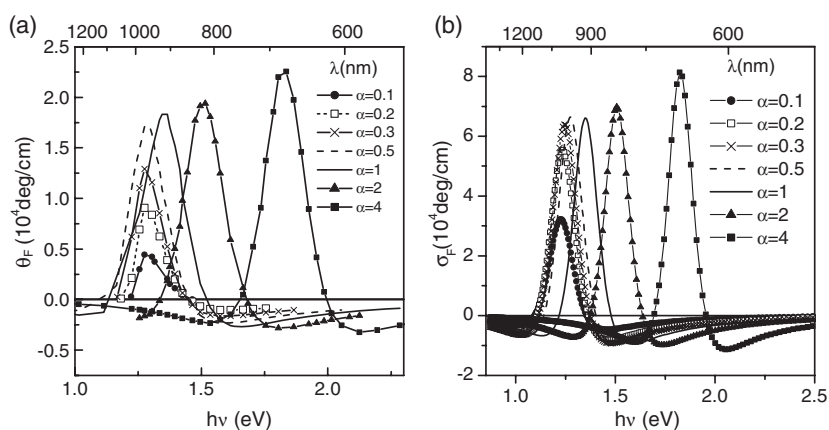 (a)
1200 1000 800 600
λ(nm)
2.5
2.0
1.5
1.0
0.5
0.0
-0.5
θF (10⁴deg/cm)
α=0.1
α=0.2
α=0.3
α=0.5
α=1
α=2
α=4
1.0 1.5 2.0
hν (eV)
(b)
1200 900 600
λ(nm)
8
6
4
2
0
-2
σF (10⁴deg/cm)
α=0.1
α=0.2
α=0.3
α=0.5
α=1
α=2
α=4
1.0 1.5 2.0 2.5
hν (eV)